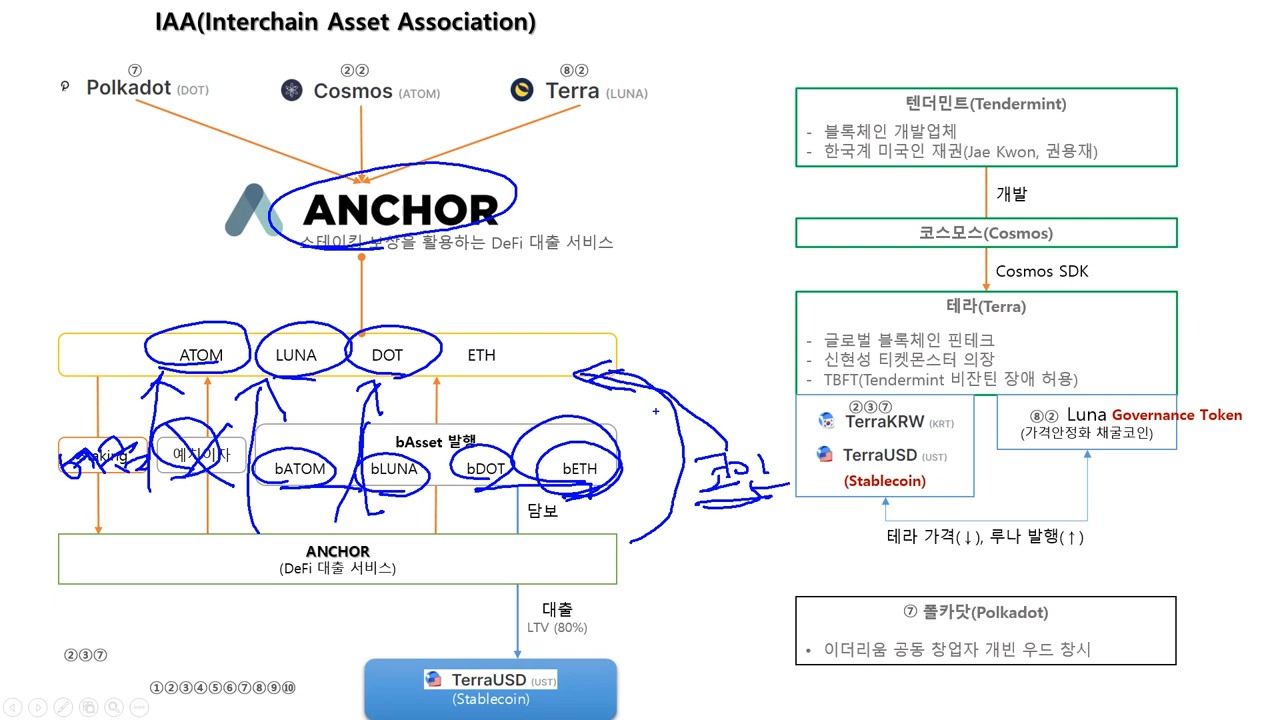 IAA(Interchain Asset Association)
⑦
②②
⑧②
Polkadot (DOT)
Cosmos (ATOM)
Terra (LUNA)
ANCHOR
스테이킹 보상을 활용하는 DeFi 대출 서비스
ATOM
LUNA
DOT
ETH
예치이자
bAsset 발행
bATOM
bLUNA
bDOT
bETH
담보
ANCHOR
(DeFi 대출 서비스)
대출
LTV (80%)
②③⑦
①②③④⑤⑥⑦⑧⑨⑩
TerraUSD (UST)
(Stablecoin)
텐더민트(Tendermint)
- 블록체인 개발업체
- 한국계 미국인 재권(Jae Kwon, 권용재)
개발
코스모스(Cosmos)
Cosmos SDK
테라(Terra)
- 글로벌 블록체인 핀테크
- 신현성 티켓몬스터 의장
- TBFT(Tendermint 비잔틴 장애 허용)
②③⑦
TerraKRW (KRT)
TerraUSD (UST)
(Stablecoin)
⑧② Luna Governance Token
(가격안정화 채굴코인)
테라 가격(↓), 루나 발행(↑)
⑦ 폴카닷(Polkadot)
• 이더리움 공동 창업자 개빈 우드 창시